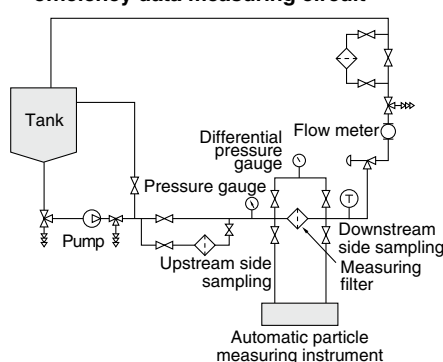 efficiency data measuring circuit
Tank
Differential
pressure
gauge
Flow meter
Pressure gauge
T
Pump
Upstream side
sampling
Downstream
side sampling
Measuring
filter
Automatic particle
measuring instrument